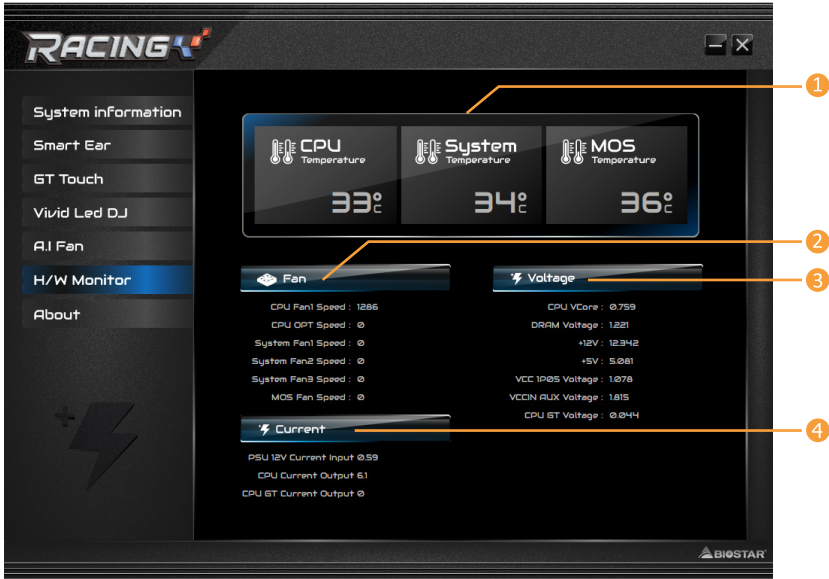 RACING
System information
Smart Ear
GT Touch
Vivid Led DJ
A.I Fan
H/W Monitor
About
1
CPU
Temperature
33°C
System
Temperature
34°C
MOS
Temperature
36°C
2
Fan
CPU Fan1 Speed : 1286
CPU OPT Speed : 0
System Fan1 Speed : 0
System Fan2 Speed : 0
System Fan3 Speed : 0
MOS Fan Speed : 0
3
Voltage
CPU VCore : 0.759
DRAM Voltage : 1.221
+12V : 12.342
+5V : 5.081
VCC 1P05 Voltage : 1.078
VCCIN AUX Voltage : 1.815
CPU GT Voltage : 0.044
4
Current
PSU 12V Current Input 0.59
CPU Current Output 6.1
CPU GT Current Output 0
BIOSTAR